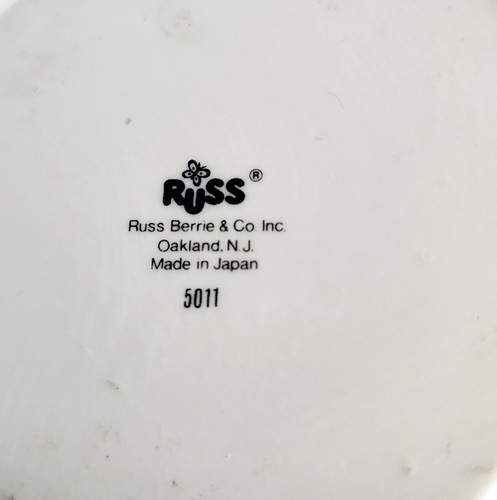 RUSS ®
Russ Berrie & Co. Inc.
Oakland, N.J.
Made in Japan
5011